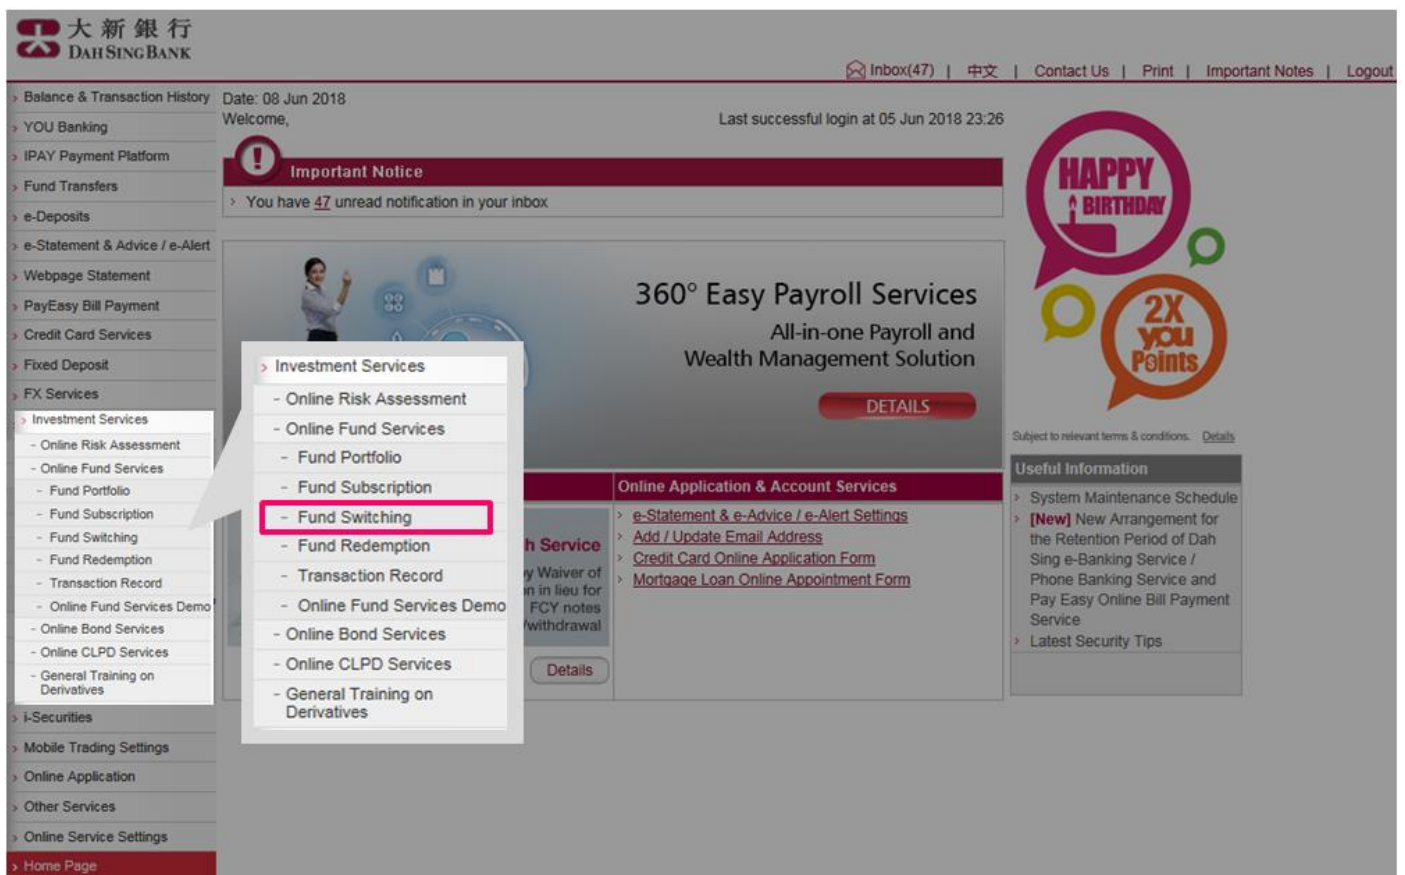 大新銀行
DAH SING BANK
Inbox(47) | 中文 | Contact Us | Print | Important Notes | Logout
Balance & Transaction History
YOU Banking
IPAY Payment Platform
Fund Transfers
e-Deposits
e-Statement & Advice / e-Alert
Webpage Statement
PayEasy Bill Payment
Credit Card Services
Fixed Deposit
FX Services
Investment Services
- Online Risk Assessment
- Online Fund Services
- Fund Portfolio
- Fund Subscription
- Fund Switching
- Fund Redemption
- Transaction Record
- Online Fund Services Demo
- Online Bond Services
- Online CLPD Services
- General Training on
Derivatives
i-Securities
Mobile Trading Settings
Online Application
Other Services
Online Service Settings
Home Page
Date: 08 Jun 2018
Welcome,
Last successful login at 05 Jun 2018 23:26
Important Notice
You have 47 unread notification in your inbox
360° Easy Payroll Services
All-in-one Payroll and
Wealth Management Solution
DETAILS
Investment Services
- Online Risk Assessment
- Online Fund Services
- Fund Portfolio
- Fund Subscription
- Fund Switching
- Fund Redemption
- Transaction Record
- Online Fund Services Demo
- Online Bond Services
- Online CLPD Services
- General Training on
Derivatives
h Service
y Waiver of
n in lieu for
FCY notes
/withdrawal
Details
Online Application & Account Services
e-Statement & e-Advice / e-Alert Settings
Add / Update Email Address
Credit Card Online Application Form
Mortgage Loan Online Appointment Form
HAPPY
BIRTHDAY
2X
you
Points
Subject to relevant terms & conditions. Details
Useful Information
System Maintenance Schedule
[New] New Arrangement for
the Retention Period of Dah
Sing e-Banking Service /
Phone Banking Service and
Pay Easy Online Bill Payment
Service
Latest Security Tips